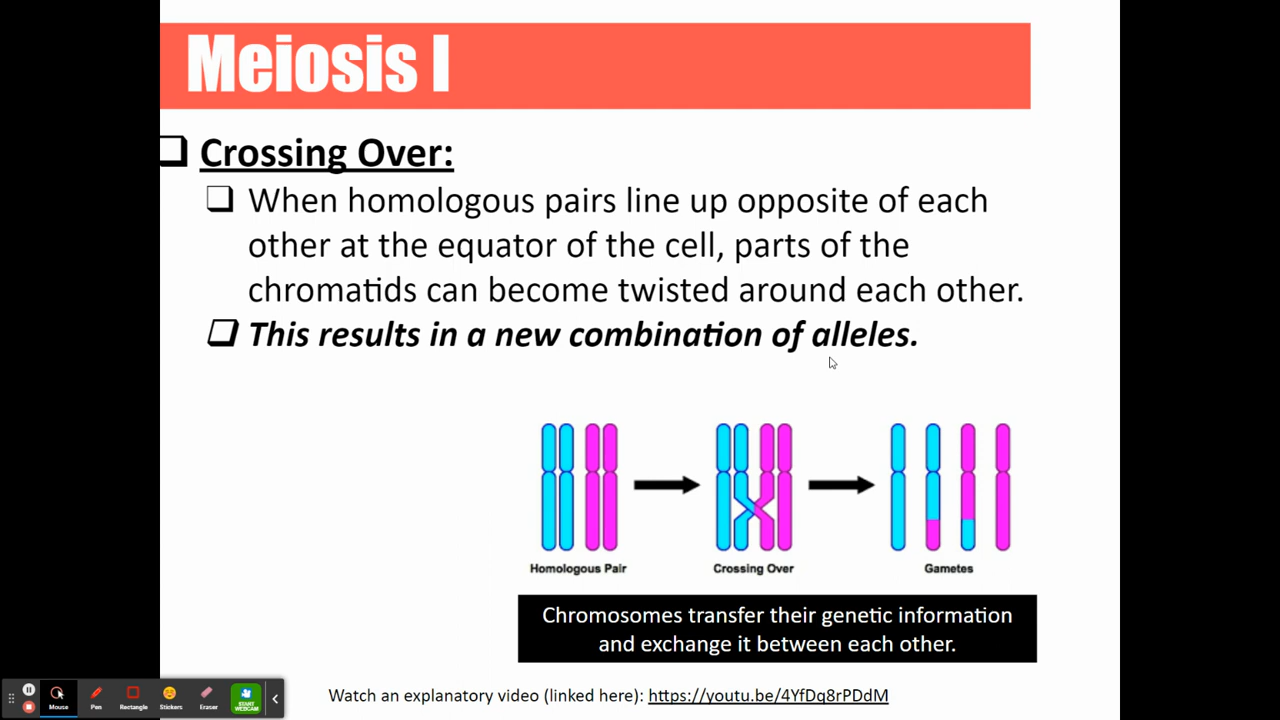 Meiosis I
Crossing Over:
When homologous pairs line up opposite of each
other at the equator of the cell, parts of the
chromatids can become twisted around each other.
This results in a new combination of alleles.
Homologous Pair
Crossing Over
Gametes
Chromosomes transfer their genetic information
and exchange it between each other.
Watch an explanatory video (linked here): https://youtu.be/4YfDq8rPDdM
Mouse
Pen
Rectangle
Stickers
Eraser
START
WEBCAM